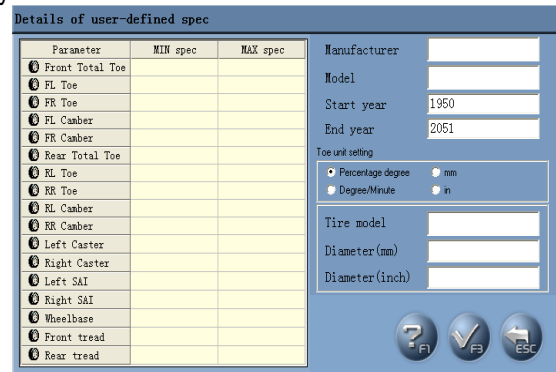 y
Details of user-defined spec
Parameter MIN spec MAX spec
Front Total Toe
FL Toe
FR Toe
FL Camber
FR Camber
Rear Total Toe
RL Toe
RR Toe
RL Camber
RR Camber
Left Caster
Right Caster
Left SAI
Right SAI
Wheelbase
Front tread
Rear tread
Manufacturer
Model
Start year 1950
End year 2051
Toe unit setting
Percentage degree mm
Degree/Minute in
Tire model
Diameter(mm)
Diameter(inch)
? F1 F3 ESC